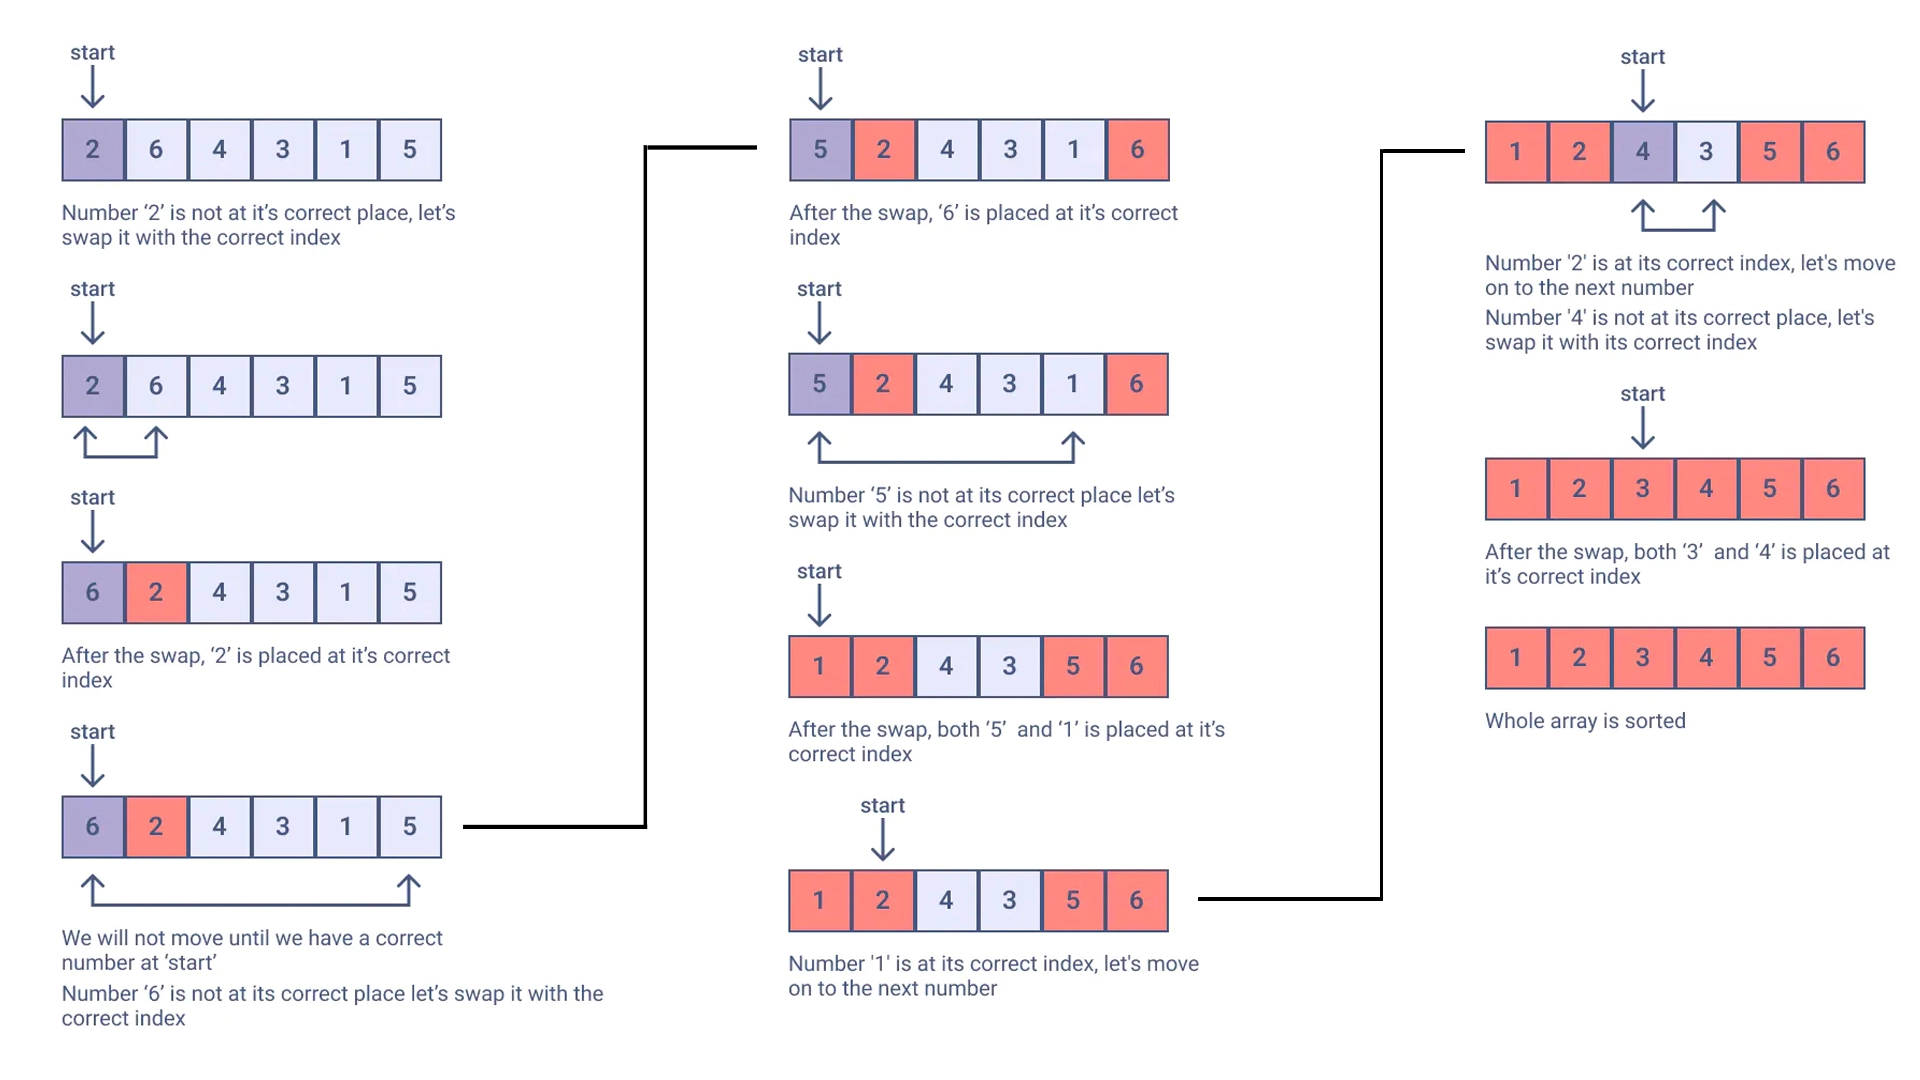 start
2 6 4 3 1 5
Number ‘2’ is not at it’s correct place, let’s
swap it with the correct index
start
2 6 4 3 1 5
start
6 2 4 3 1 5
After the swap, ‘2’ is placed at it’s correct
index
start
6 2 4 3 1 5
We will not move until we have a correct
number at ‘start’
Number ‘6’ is not at its correct place let’s swap it with the
correct index
start
5 2 4 3 1 6
After the swap, ‘6’ is placed at it’s correct
index
start
5 2 4 3 1 6
Number ‘5’ is not at its correct place let’s
swap it with the correct index
start
1 2 4 3 5 6
After the swap, both ‘5’ and ‘1’ is placed at it’s
correct index
start
1 2 4 3 5 6
Number '1' is at its correct index, let's move
on to the next number
start
1 2 4 3 5 6
Number '2' is at its correct index, let's move
on to the next number
Number '4' is not at its correct place, let's
swap it with its correct index
start
1 2 3 4 5 6
After the swap, both ‘3’ and ‘4’ is placed at
it’s correct index
1 2 3 4 5 6
Whole array is sorted